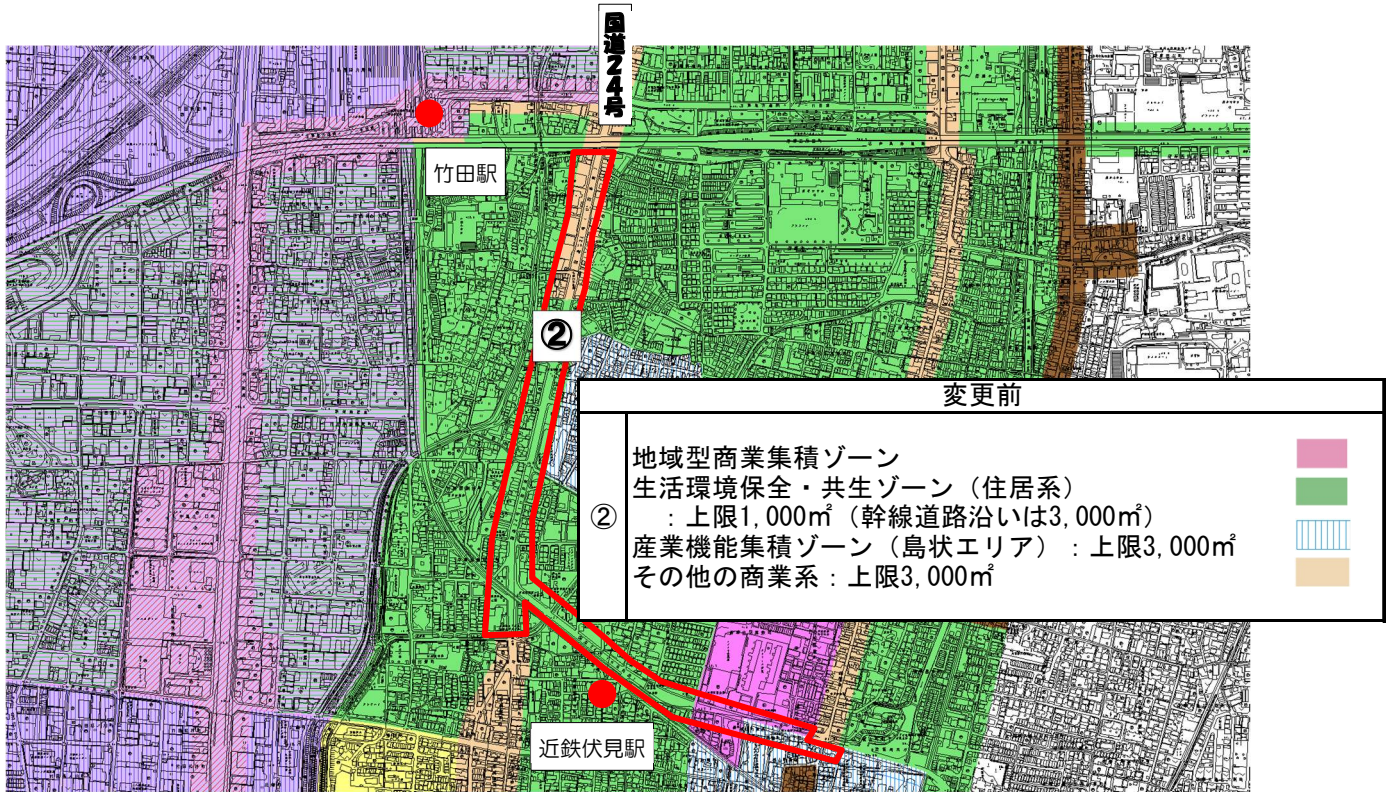 国道24号
竹田駅
②
変更前
②
地域型商業集積ゾーン
生活環境保全・共生ゾーン（住居系）
：上限1,000㎡（幹線道路沿いは3,000㎡）
産業機能集積ゾーン（島状エリア）：上限3,000㎡
その他の商業系：上限3,000㎡
近鉄伏見駅